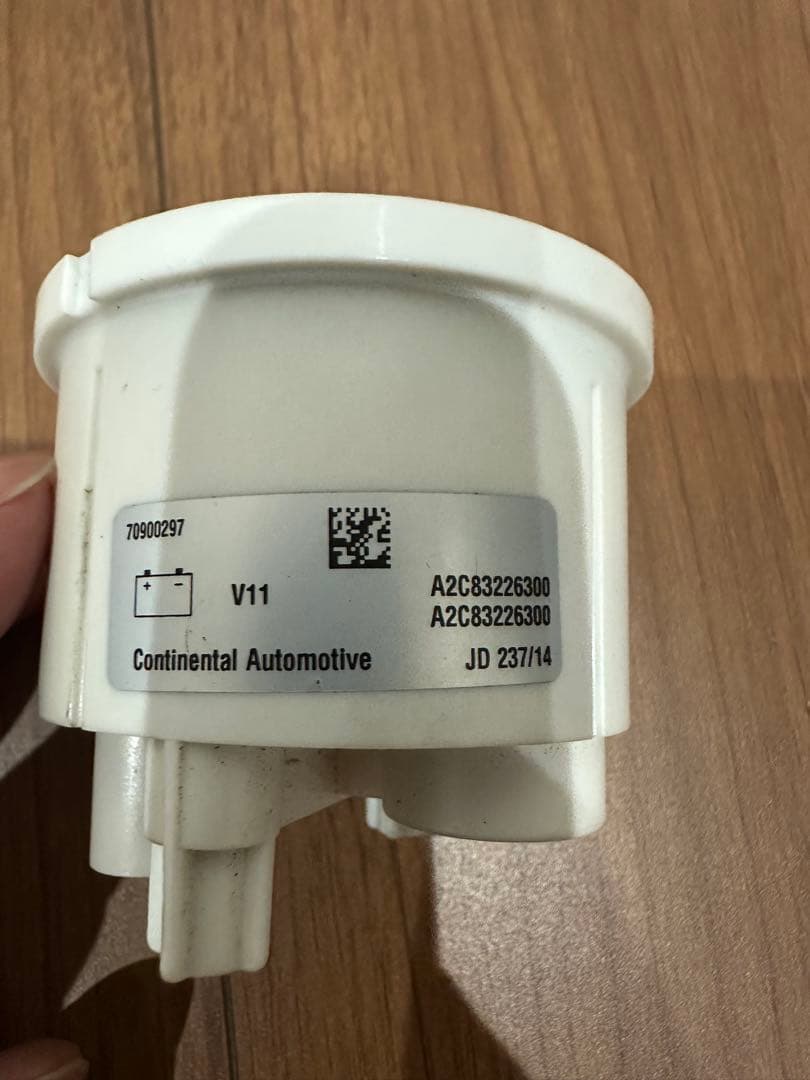 70900297
+ -
V11
A2C83226300
A2C83226300
Continental Automotive
JD 237/14